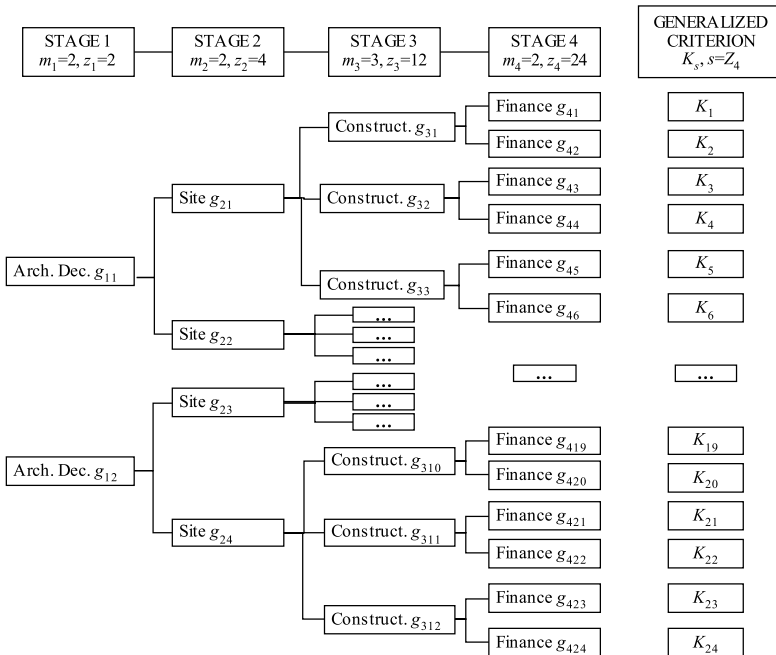 STAGE 1
m₁=2, z₁=2
STAGE 2
m₂=2, z₂=4
STAGE 3
m₃=3, z₃=12
STAGE 4
m₄=2, z₄=24
GENERALIZED
CRITERION
Kₛ, s=Z₄
Finance g₄₁
K₁
Construct. g₃₁
Finance g₄₂
K₂
Finance g₄₃
K₃
Site g₂₁
Construct. g₃₂
Finance g₄₄
K₄
Finance g₄₅
K₅
Arch. Dec. g₁₁
Construct. g₃₃
Finance g₄₆
K₆
...
Site g₂₂
...
...
...
...
...
Site g₂₃
...
...
Finance g₄₁₉
K₁₉
Construct. g₃₁₀
Arch. Dec. g₁₂
Finance g₄₂₀
K₂₀
Finance g₄₂₁
K₂₁
Site g₂₄
Construct. g₃₁₁
Finance g₄₂₂
K₂₂
Finance g₄₂₃
K₂₃
Construct. g₃₁₂
Finance g₄₂₄
K₂₄